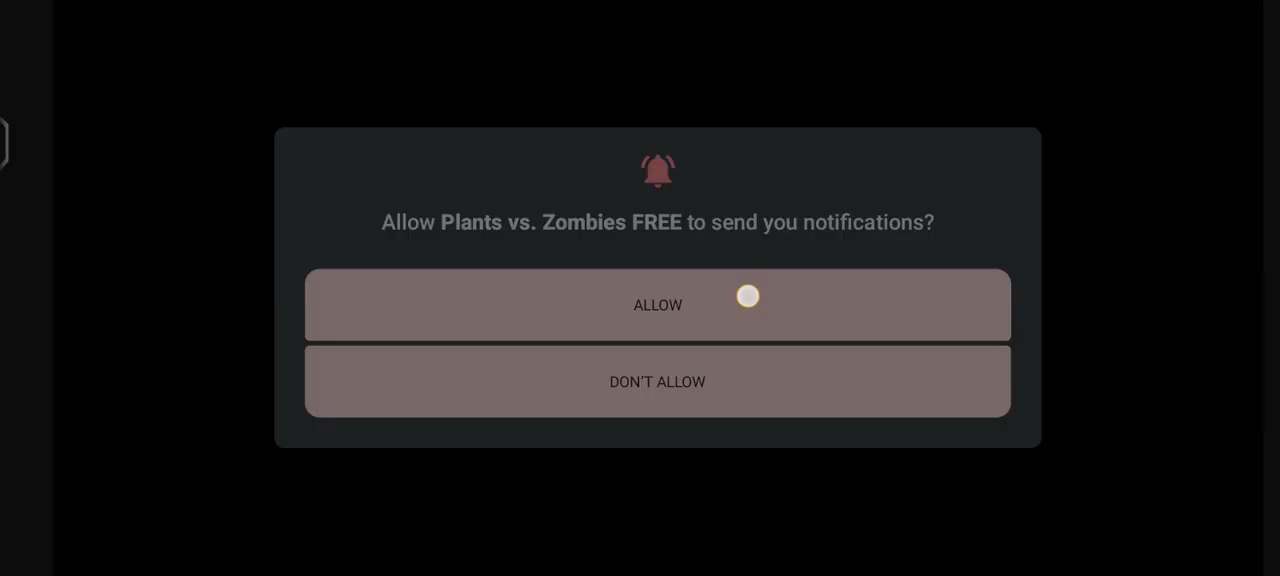 Allow Plants vs. Zombies FREE to send you notifications?
ALLOW
DON'T ALLOW